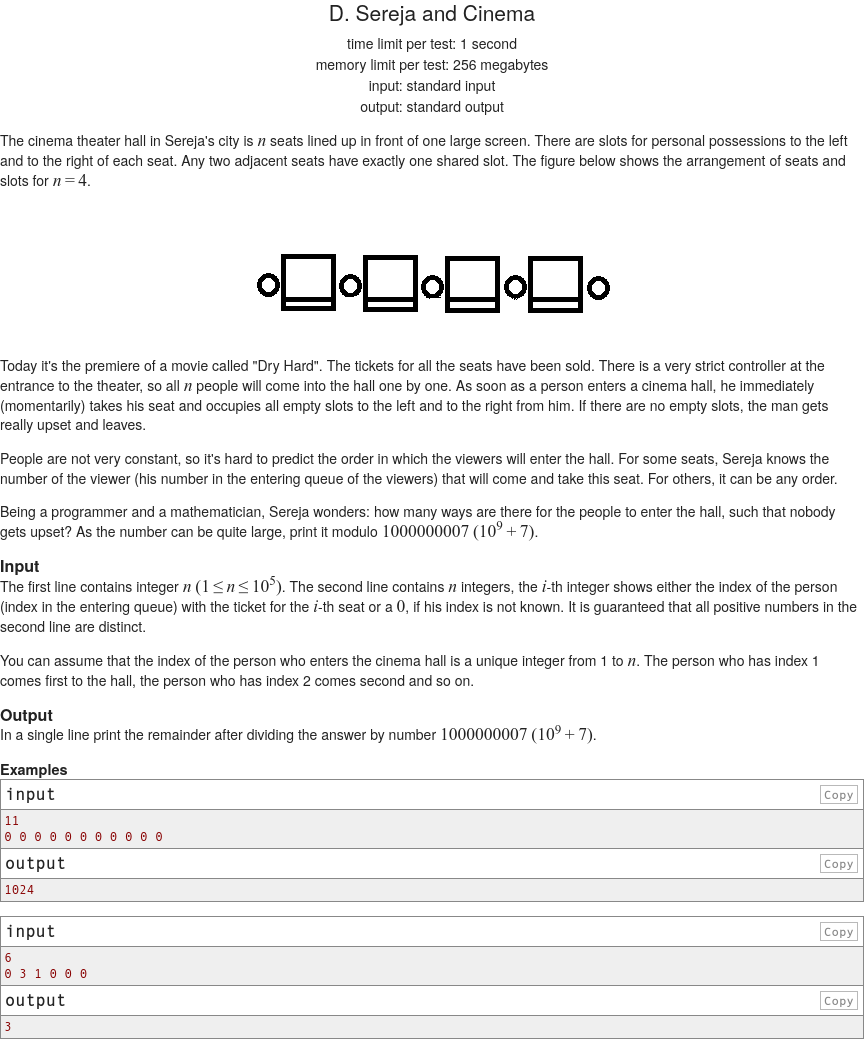 D. Sereja and Cinema
time limit per test: 1 second
memory limit per test: 256 megabytes
input: standard input
output: standard output
The cinema theater hall in Sereja's city is n seats lined up in front of one large screen. There are slots for personal possessions to the left
and to the right of each seat. Any two adjacent seats have exactly one shared slot. The figure below shows the arrangement of seats and
slots for n = 4.
Today it's the premiere of a movie called "Dry Hard". The tickets for all the seats have been sold. There is a very strict controller at the
entrance to the theater, so all n people will come into the hall one by one. As soon as a person enters a cinema hall, he immediately
(momentarily) takes his seat and occupies all empty slots to the left and to the right from him. If there are no empty slots, the man gets
really upset and leaves.
People are not very constant, so it's hard to predict the order in which the viewers will enter the hall. For some seats, Sereja knows the
number of the viewer (his number in the entering queue of the viewers) that will come and take this seat. For others, it can be any order.
Being a programmer and a mathematician, Sereja wonders: how many ways are there for the people to enter the hall, such that nobody
gets upset? As the number can be quite large, print it modulo 1000000007 (10⁹ + 7).
Input
The first line contains integer n (1 ≤ n ≤ 10⁵). The second line contains n integers, the i-th integer shows either the index of the person
(index in the entering queue) with the ticket for the i-th seat or a 0, if his index is not known. It is guaranteed that all positive numbers in the
second line are distinct.
You can assume that the index of the person who enters the cinema hall is a unique integer from 1 to n. The person who has index 1
comes first to the hall, the person who has index 2 comes second and so on.
Output
In a single line print the remainder after dividing the answer by number 1000000007 (10⁹ + 7).
Examples
input Copy
11
0 0 0 0 0 0 0 0 0 0 0
output Copy
1024
input Copy
6
0 3 1 0 0 0
output Copy
3